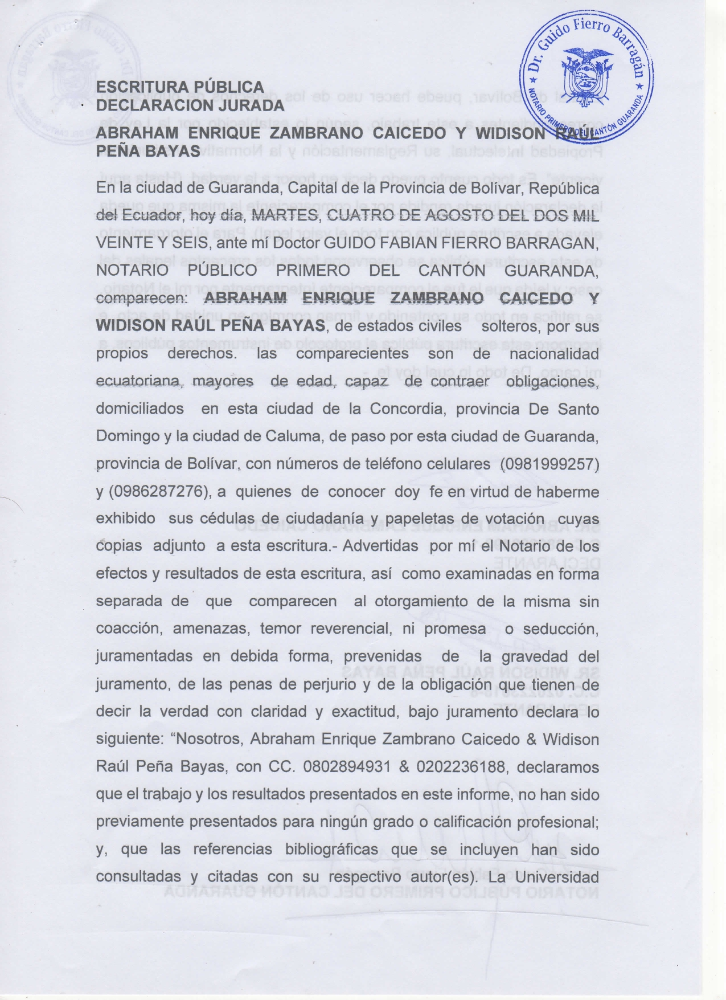 Dr. Guido Fierro Barragán
NOTARIO PRIMERO DEL CANTÓN GUARANDA
ESCRITURA PÚBLICA
DECLARACION JURADA
ABRAHAM ENRIQUE ZAMBRANO CAICEDO Y WIDISON RAÚL
PEÑA BAYAS
En la ciudad de Guaranda, Capital de la Provincia de Bolívar, República
del Ecuador, hoy día, MARTES, CUATRO DE AGOSTO DEL DOS MIL
VEINTE Y SEIS, ante mí Doctor GUIDO FABIAN FIERRO BARRAGAN,
NOTARIO PÚBLICO PRIMERO DEL CANTÓN GUARANDA,
comparecen: ABRAHAM ENRIQUE ZAMBRANO CAICEDO Y
WIDISON RAÚL PEÑA BAYAS, de estados civiles solteros, por sus
propios derechos. las comparecientes son de nacionalidad
ecuatoriana, mayores de edad, capaz de contraer obligaciones,
domiciliados en esta ciudad de la Concordia, provincia De Santo
Domingo y la ciudad de Caluma, de paso por esta ciudad de Guaranda,
provincia de Bolívar, con números de teléfono celulares (0981999257)
y (0986287276), a quienes de conocer doy fe en virtud de haberme
exhibido sus cédulas de ciudadanía y papeletas de votación cuyas
copias adjunto a esta escritura.- Advertidas por mí el Notario de los
efectos y resultados de esta escritura, así como examinadas en forma
separada de que comparecen al otorgamiento de la misma sin
coacción, amenazas, temor reverencial, ni promesa o seducción,
juramentadas en debida forma, prevenidas de la gravedad del
juramento, de las penas de perjurio y de la obligación que tienen de
decir la verdad con claridad y exactitud, bajo juramento declara lo
siguiente: “Nosotros, Abraham Enrique Zambrano Caicedo & Widison
Raúl Peña Bayas, con CC. 0802894931 & 0202236188, declaramos
que el trabajo y los resultados presentados en este informe, no han sido
previamente presentados para ningún grado o calificación profesional;
y, que las referencias bibliográficas que se incluyen han sido
consultadas y citadas con su respectivo autor(es). La Universidad